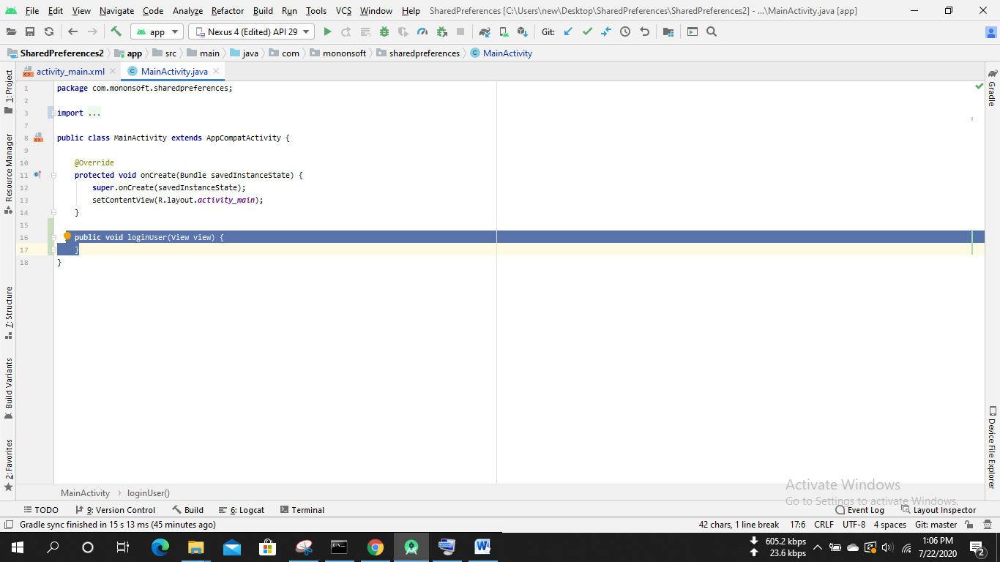 File Edit View Navigate Code Analyze Refactor Build Run Tools VCS Window Help SharedPreferences [C:\Users\new\Desktop\SharedPreferences\SharedPreferences2] - ...\MainActivity.java [app]
app Nexus 4 (Edited) API 29 Git:
SharedPreferences2 app src main java com mononsoft sharedpreferences MainActivity
activity_main.xml MainActivity.java
1 package com.mononsoft.sharedpreferences;
2
3 import ...
7
8 public class MainActivity extends AppCompatActivity {
9
10 @Override
11 protected void onCreate(Bundle savedInstanceState) {
12 super.onCreate(savedInstanceState);
13 setContentView(R.layout.activity_main);
14 }
15
16 public void loginUser(View view) {
17 }
18 }
1: Project
Resource Manager
7: Structure
Build Variants
2: Favorites
Gradle
Device File Explorer
MainActivity loginUser()
Activate Windows
Go to Settings to activate Windows.
TODO 9: Version Control Build 6: Logcat Terminal Event Log Layout Inspector
Gradle sync finished in 15 s 13 ms (45 minutes ago) 42 chars, 1 line break 17:6 CRLF UTF-8 4 spaces Git: master
605.2 kbps
23.6 kbps
1:06 PM
7/22/2020
2